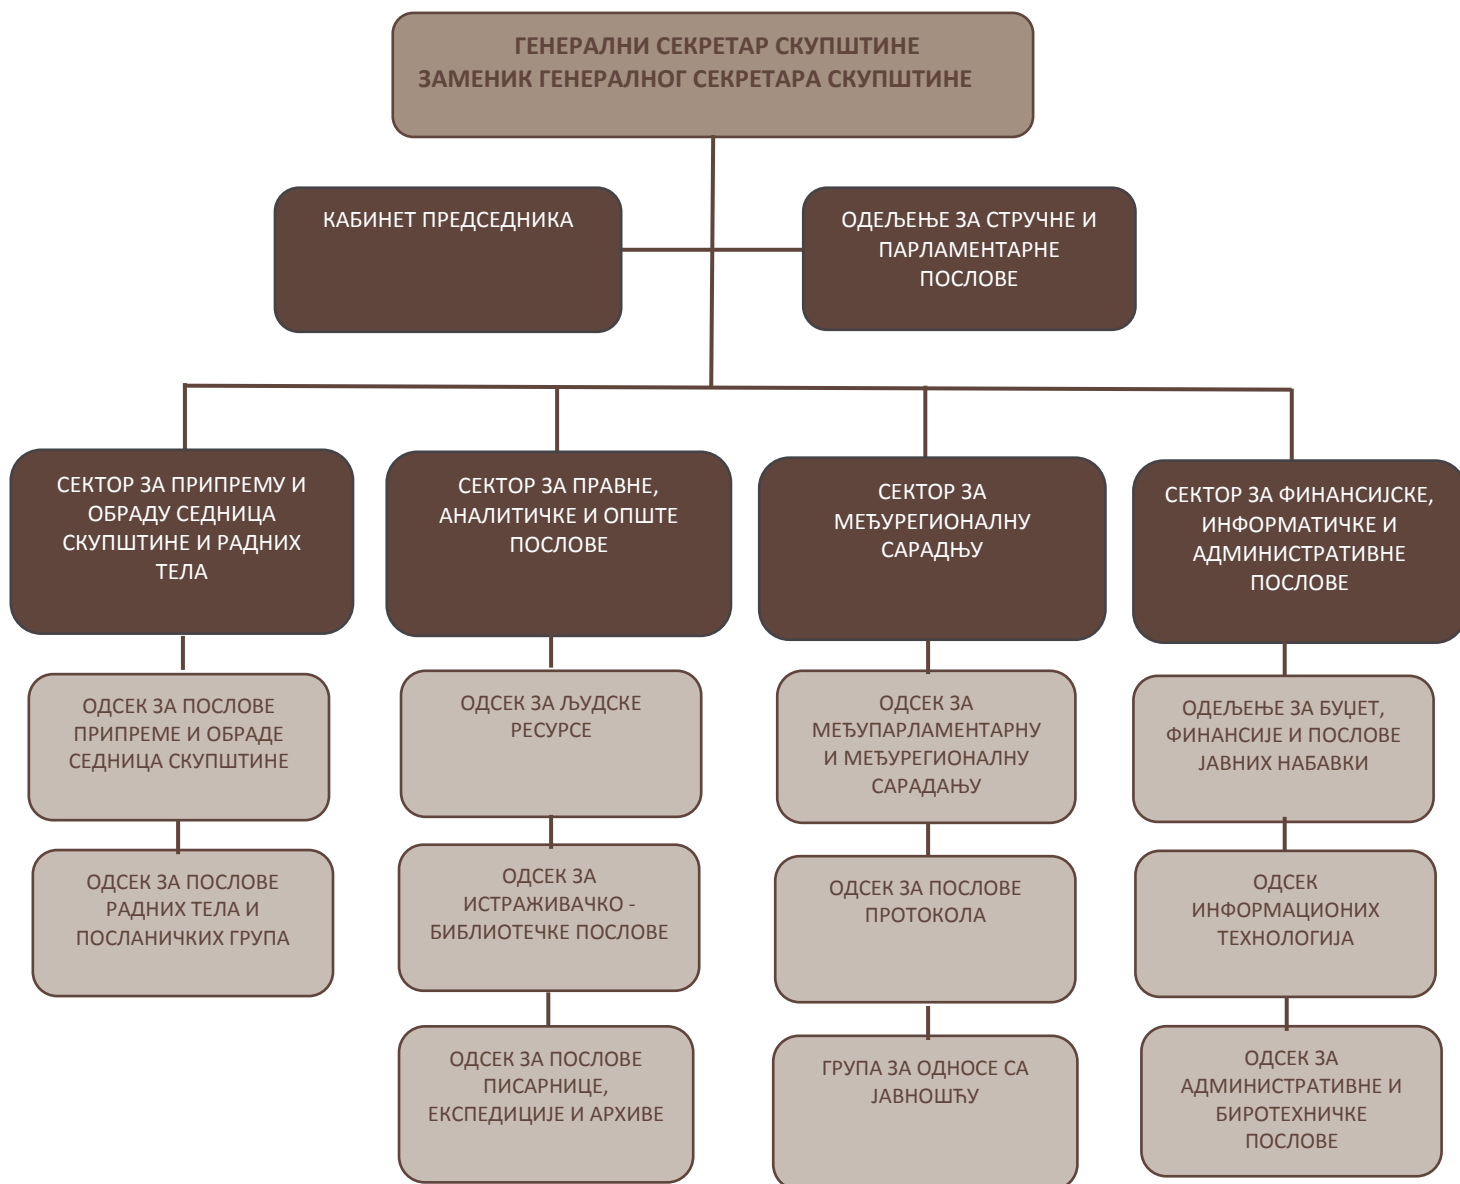 ГЕНЕРАЛНИ СЕКРЕТАР СКУПШТИНЕ
ЗАМЕНИК ГЕНЕРАЛНОГ СЕКРЕТАРА СКУПШТИНЕ
КАБИНЕТ ПРЕДСЕДНИКА
ОДЕЉЕЊЕ ЗА СТРУЧНЕ И
ПАРЛАМЕНТАРНЕ
ПОСЛОВЕ
СЕКТОР ЗА ПРИПРЕМУ И
ОБРАДУ СЕДНИЦА
СКУПШТИНЕ И РАДНИХ
ТЕЛА
СЕКТОР ЗА ПРАВНЕ,
АНАЛИТИЧКЕ И ОПШТЕ
ПОСЛОВЕ
СЕКТОР ЗА
МЕЂУРЕГИОНАЛНУ
САРАДЊУ
СЕКТОР ЗА ФИНАНСИЈСКЕ,
ИНФОРМАТИЧКЕ И
АДМИНИСТРАТИВНЕ
ПОСЛОВЕ
ОДСЕК ЗА ПОСЛОВЕ
ПРИПРЕМЕ И ОБРАДЕ
СЕДНИЦА СКУПШТИНЕ
ОДСЕК ЗА ЉУДСКЕ
РЕСУРСЕ
ОДСЕК ЗА
МЕЂУПАРЛАМЕНТАРНУ
И МЕЂУРЕГИОНАЛНУ
САРАДАЊУ
ОДЕЉЕЊЕ ЗА БУЏЕТ,
ФИНАНСИЈЕ И ПОСЛОВЕ
ЈАВНИХ НАБАВКИ
ОДСЕК ЗА ПОСЛОВЕ
РАДНИХ ТЕЛА И
ПОСЛАНИЧКИХ ГРУПА
ОДСЕК ЗА
ИСТРАЖИВАЧКО -
БИБЛИОТЕЧКЕ ПОСЛОВЕ
ОДСЕК ЗА ПОСЛОВЕ
ПРОТОКОЛА
ОДСЕК
ИНФОРМАЦИОНИХ
ТЕХНОЛОГИЈА
ОДСЕК ЗА ПОСЛОВЕ
ПИСАРНИЦЕ,
ЕКСПЕДИЦИЈЕ И АРХИВЕ
ГРУПА ЗА ОДНОСЕ СА
ЈАВНОШЋУ
ОДСЕК ЗА
АДМИНИСТРАТИВНЕ И
БИРОТЕХНИЧКЕ
ПОСЛОВЕ